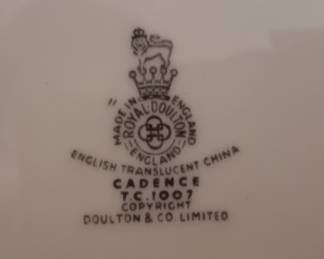 MADE IN ENGLAND
ROYAL·DOULTON
ENGLAND
ENGLISH TRANSLUCENT CHINA
CADENCE
T.C.1007
COPYRIGHT
DOULTON & CO. LIMITED